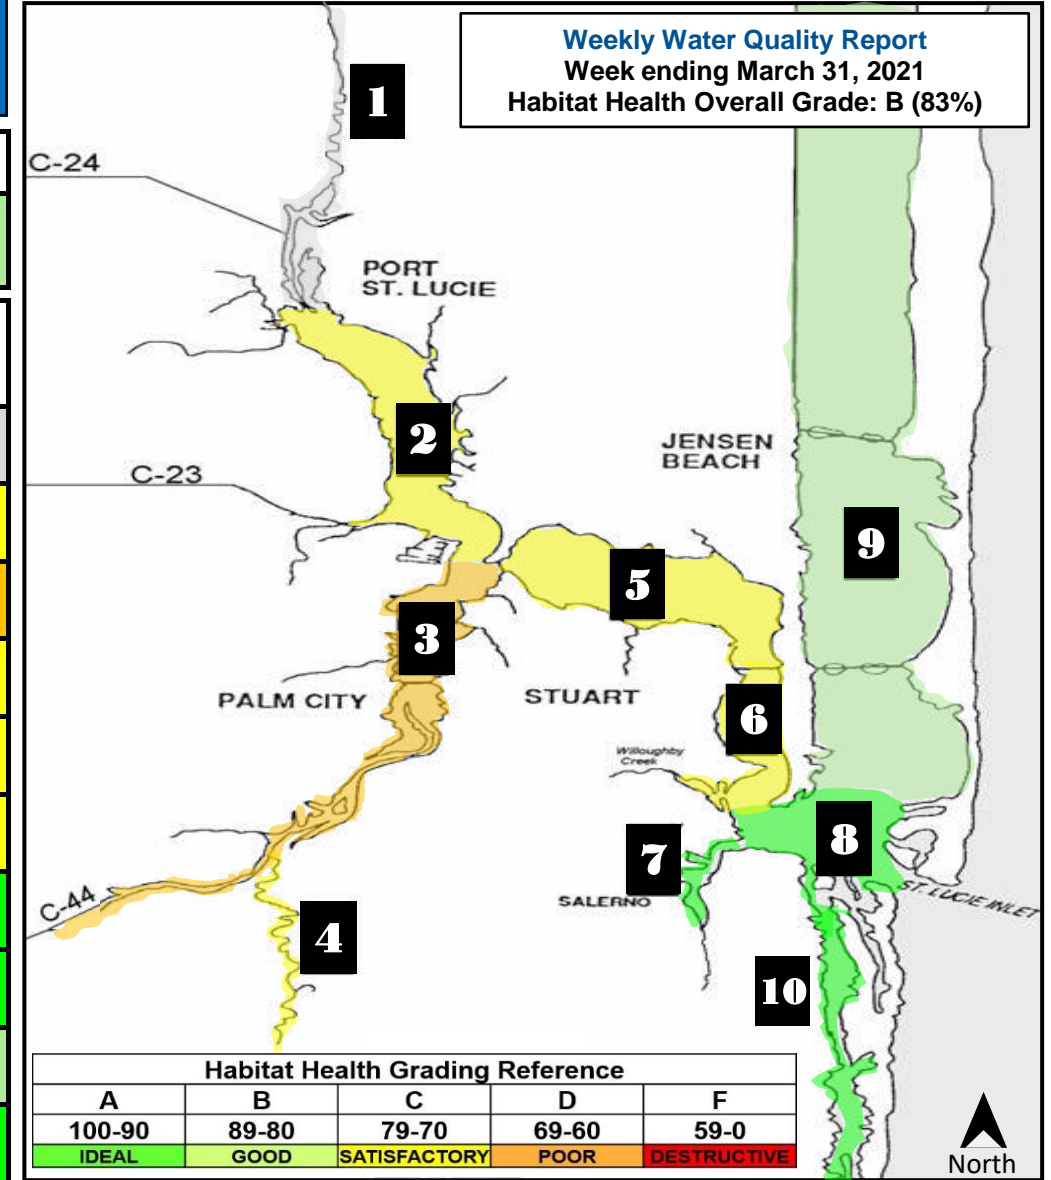 Weekly Water Quality Report
Week ending March 31, 2021
Habitat Health Overall Grade: B (83%)
1
C-24
PORT
ST. LUCIE
2
JENSEN
BEACH
C-23
9
5
3
PALM CITY
STUART
6
Willoughby
Creek
8
7
C-44
SALERNO
ST. LUCIE INLET
4
10
Habitat Health Grading Reference
A B C D F
100-90 89-80 79-70 69-60 59-0
IDEAL GOOD SATISFACTORY POOR DESTRUCTIVE
North